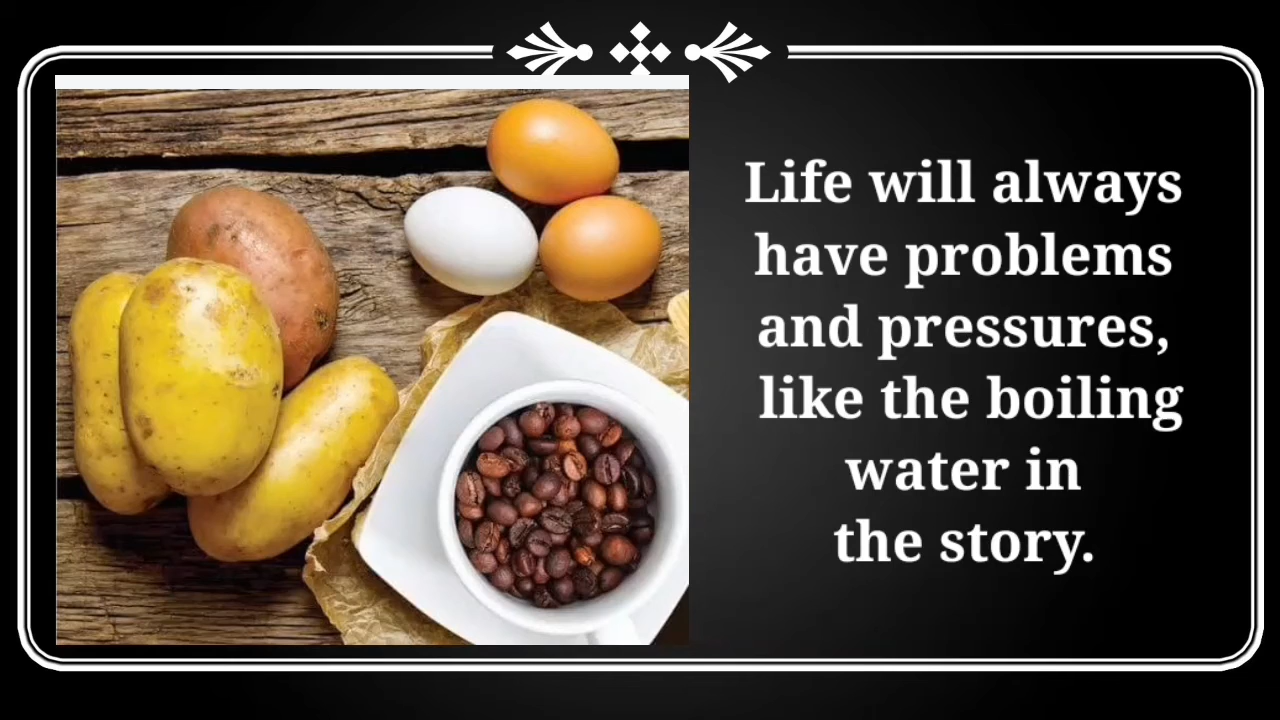 Life will always
have problems
and pressures,
like the boiling
water in
the story.